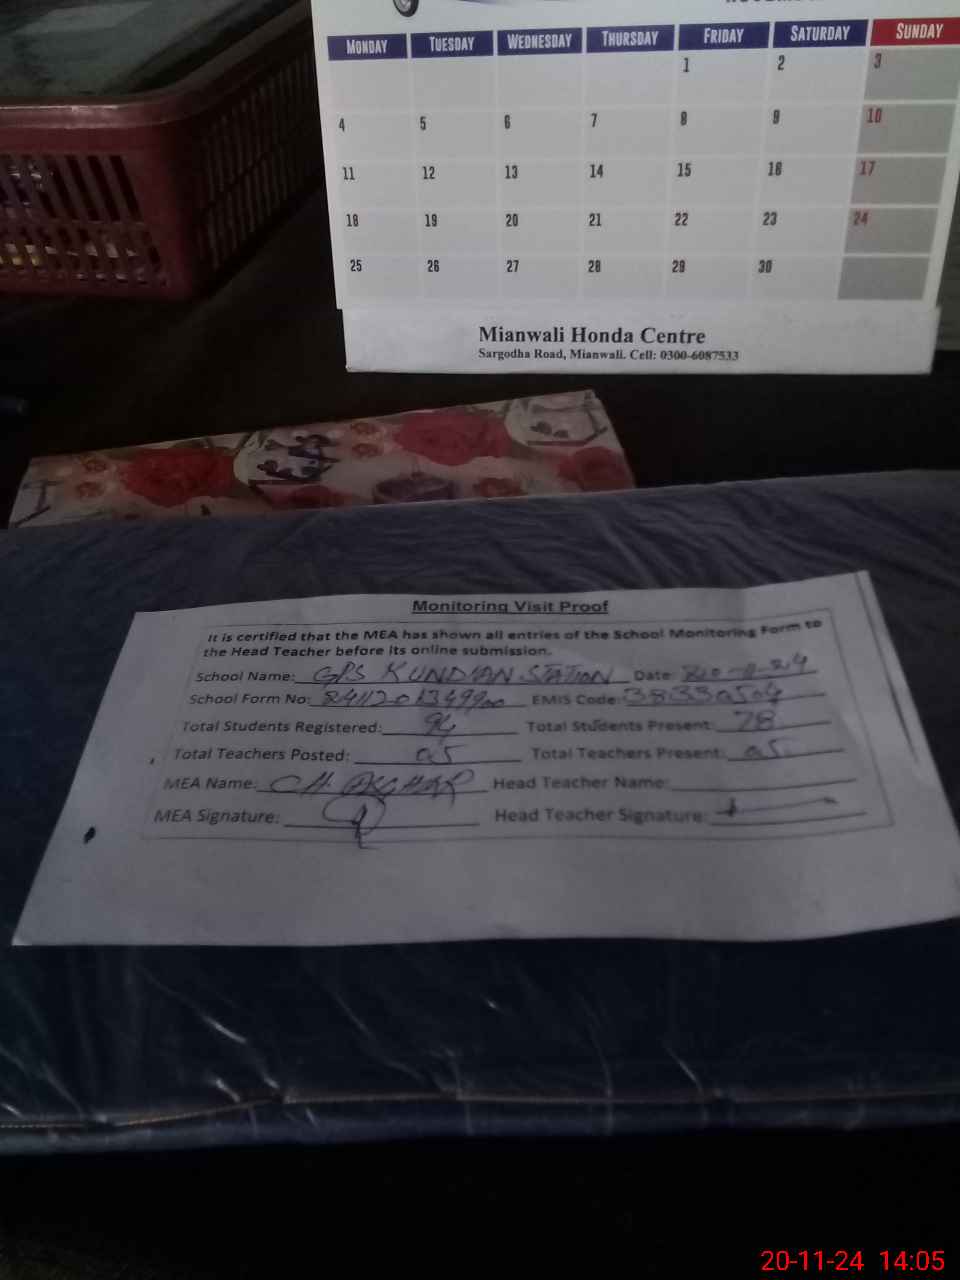 MONDAY TUESDAY WEDNESDAY THURSDAY FRIDAY SATURDAY SUNDAY
1 2 3
4 5 6 7 8 9 10
11 12 13 14 15 16 17
18 19 20 21 22 23 24
25 26 27 28 29 30
Mianwali Honda Centre
Sargodha Road, Mianwali. Cell: 0300-6087533
Monitoring Visit Proof
It is certified that the MEA has shown all entries of the School Monitoring Form to
the Head Teacher before its online submission.
School Name: GPS KUNDIAN STATION Date:
School Form No: EMIS Code: 38330504
Total Students Registered: 94 Total Students Present: 78
Total Teachers Posted: 05 Total Teachers Present: 05
MEA Name: CH. ASGHAR Head Teacher Name:
MEA Signature: Head Teacher Signature:
20-11-24 14:05